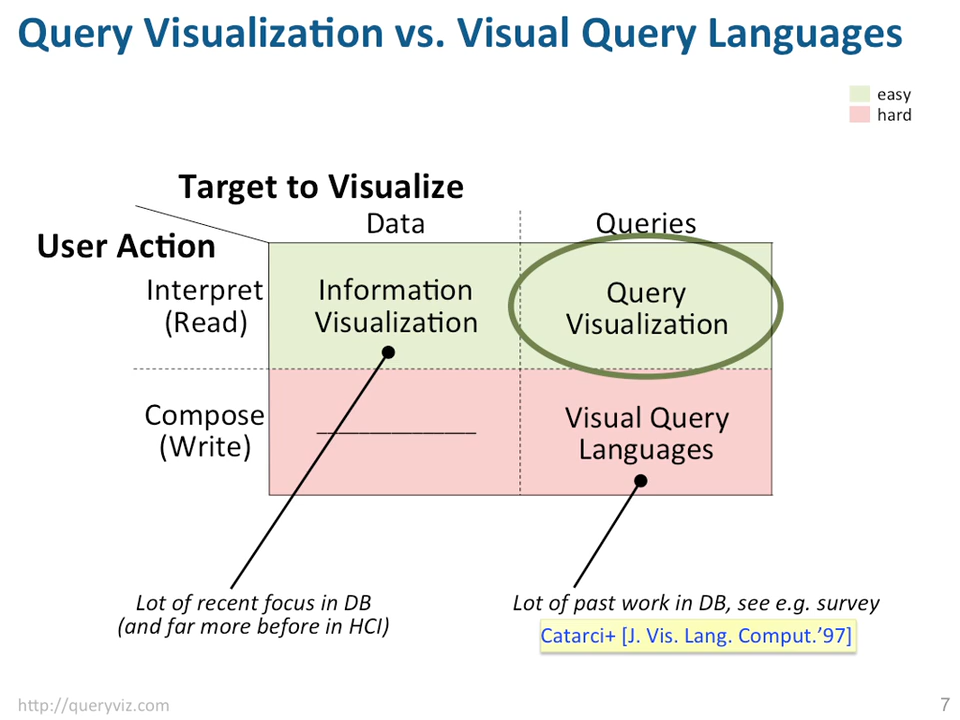 Query Visualization vs. Visual Query Languages
easy
hard
Target to Visualize
Data
Queries
User Action
Interpret
(Read)
Information
Visualization
Query
Visualization
Compose
(Write)
_______________
Visual Query
Languages
Lot of recent focus in DB
(and far more before in HCI)
Lot of past work in DB, see e.g. survey
Catarci+ [J. Vis. Lang. Comput.’97]
http://queryviz.com
7